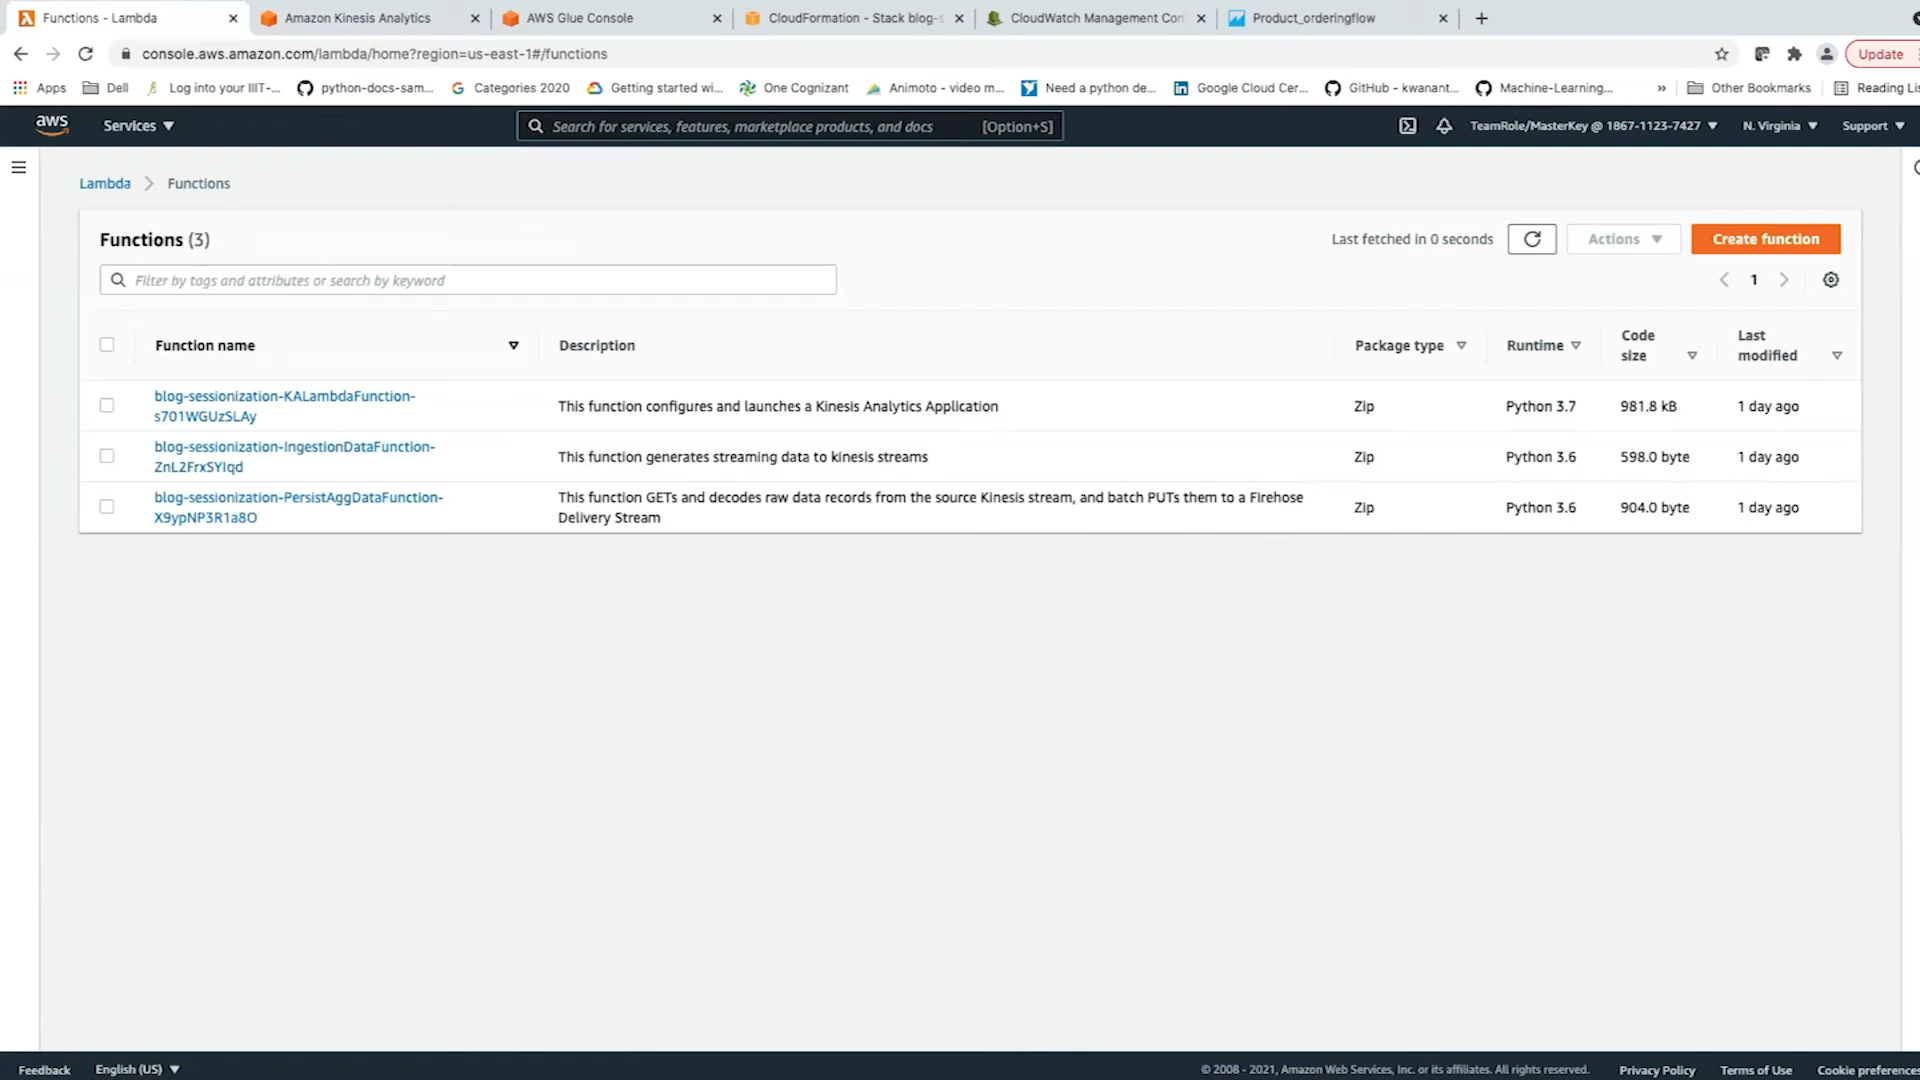 Functions - Lambda
Amazon Kinesis Analytics
AWS Glue Console
CloudFormation - Stack blog-s
CloudWatch Management Con
Product_orderingflow
console.aws.amazon.com/lambda/home?region=us-east-1#/functions
Update
Apps
Dell
Log into your IIIT-...
python-docs-sam...
Categories 2020
Getting started wi...
One Cognizant
Animoto - video m...
Need a python de...
Google Cloud Cer...
GitHub - kwanant...
Machine-Learning...
»
Other Bookmarks
Reading Lis
aws
Services
Search for services, features, marketplace products, and docs
[Option+S]
TeamRole/MasterKey @ 1867-1123-7427
N. Virginia
Support
Lambda
Functions
Functions (3)
Last fetched in 0 seconds
Actions
Create function
Filter by tags and attributes or search by keyword
1
Function name
Description
Package type
Runtime
Code
size
Last
modified
blog-sessionization-KALambdaFunction-
s701WGUzSLAy
This function configures and launches a Kinesis Analytics Application
Zip
Python 3.7
981.8 kB
1 day ago
blog-sessionization-IngestionDataFunction-
ZnL2FrxSYIqd
This function generates streaming data to kinesis streams
Zip
Python 3.6
598.0 byte
1 day ago
blog-sessionization-PersistAggDataFunction-
X9ypNP3R1a8O
This function GETs and decodes raw data records from the source Kinesis stream, and batch PUTs them to a Firehose
Delivery Stream
Zip
Python 3.6
904.0 byte
1 day ago
Feedback
English (US)
© 2008 - 2021, Amazon Web Services, Inc. or its affiliates. All rights reserved.
Privacy Policy
Terms of Use
Cookie preferences